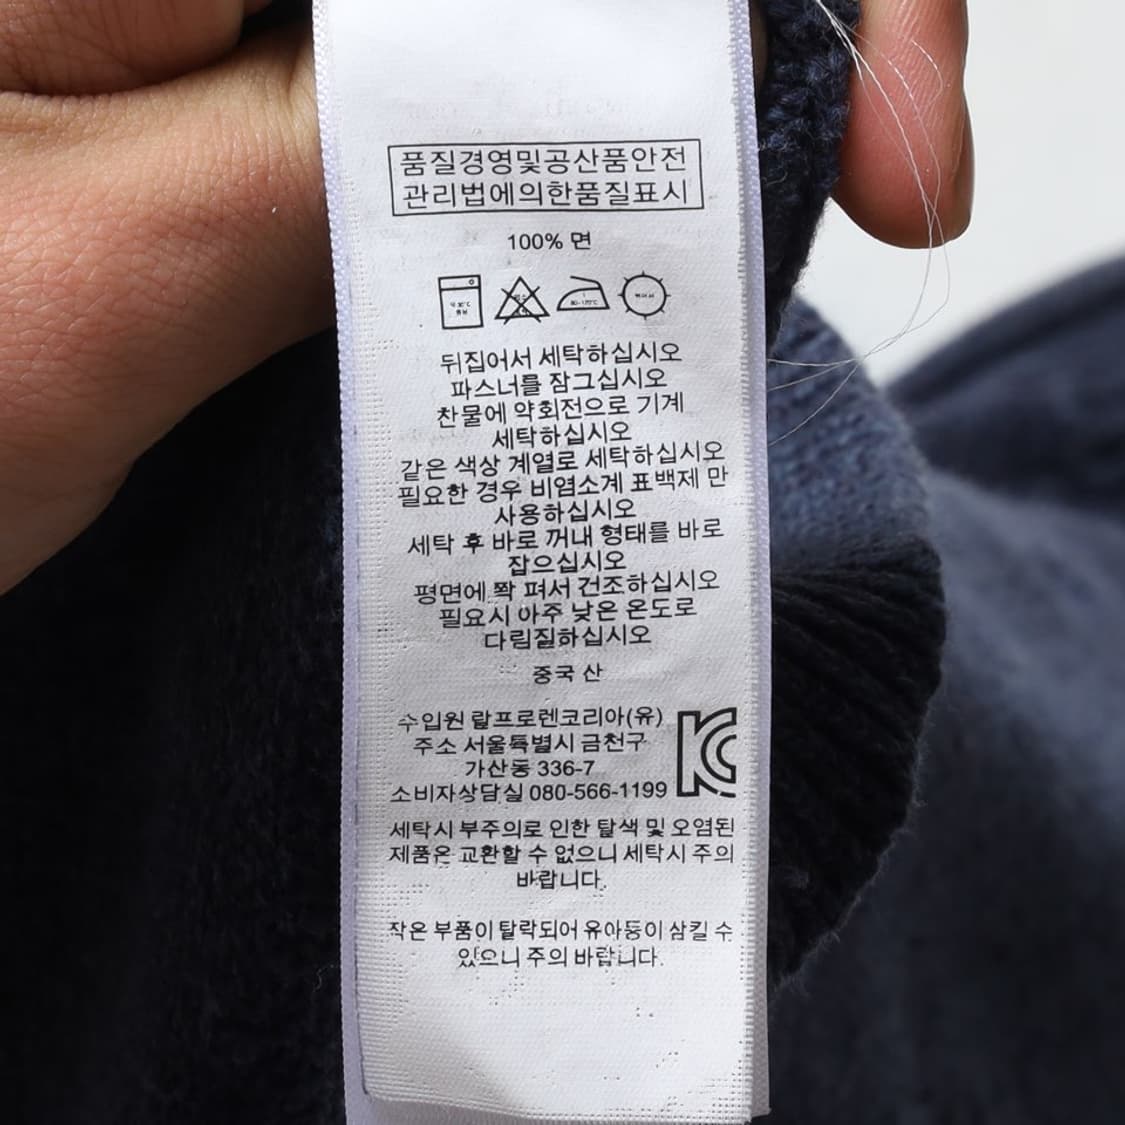 품질경영및공산품안전
관리법에의한품질표시
100% 면
80-120℃
뒤집어서 세탁하십시오
파스너를 잠그십시오
찬물에 약회전으로 기계
세탁하십시오
같은 색상 계열로 세탁하십시오
필요한 경우 비염소계 표백제 만
사용하십시오
세탁 후 바로 꺼내 형태를 바로
잡으십시오
평면에 쫙 펴서 건조하십시오
필요시 아주 낮은 온도로
다림질하십시오
중국 산
수입원 랄프로렌코리아(유)
주소 서울특별시 금천구
가산동 336-7
소비자상담실 080-566-1199
KC
세탁시 부주의로 인한 탈색 및 오염된
제품은 교환할 수 없으니 세탁시 주의
바랍니다.
작은 부품이 탈락되어 유아등이 삼킬 수
있으니 주의 바랍니다.